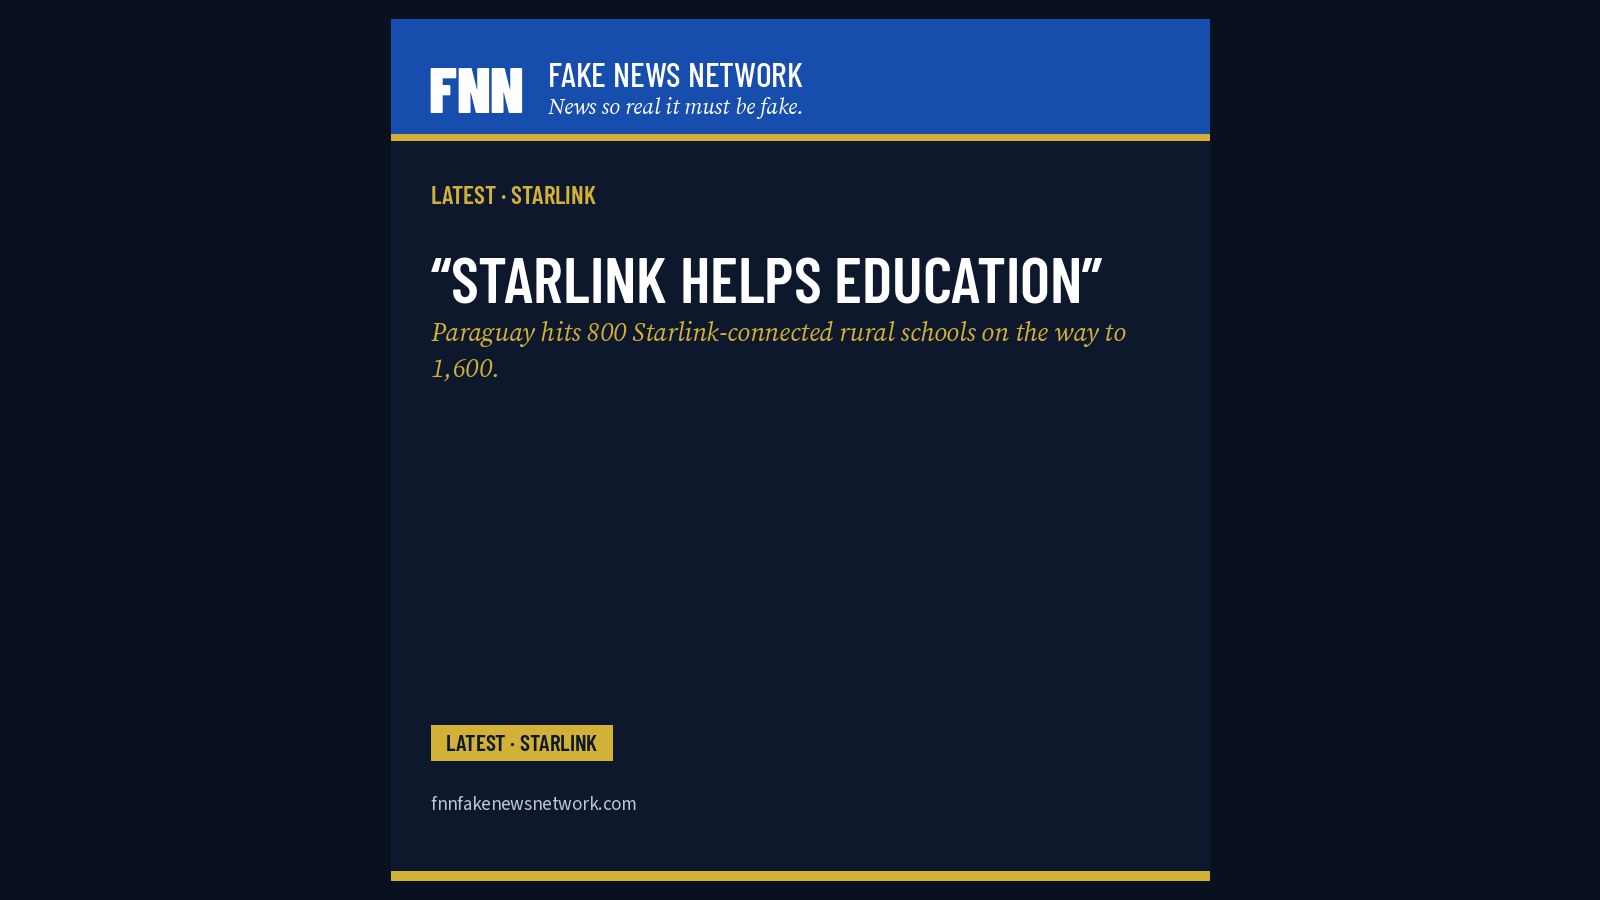 FNN
FAKE NEWS NETWORK
News so real it must be fake.
LATEST · STARLINK
“STARLINK HELPS EDUCATION”
Paraguay hits 800 Starlink-connected rural schools on the way to
1,600.
LATEST · STARLINK
fnnfakenewsnetwork.com